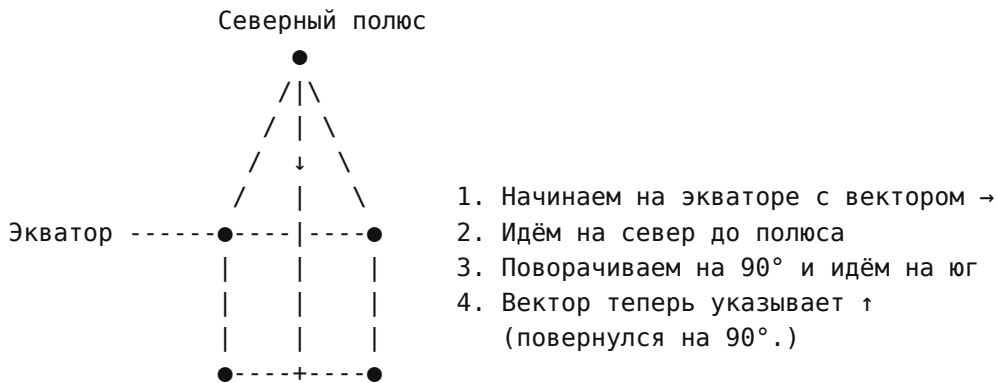 Северный полюс
1. Начинаем на экваторе с вектором →
Экватор
2. Идём на север до полюса
3. Поворачиваем на 90° и идём на юг
4. Вектор теперь указывает ↑
(повернулся на 90°.)